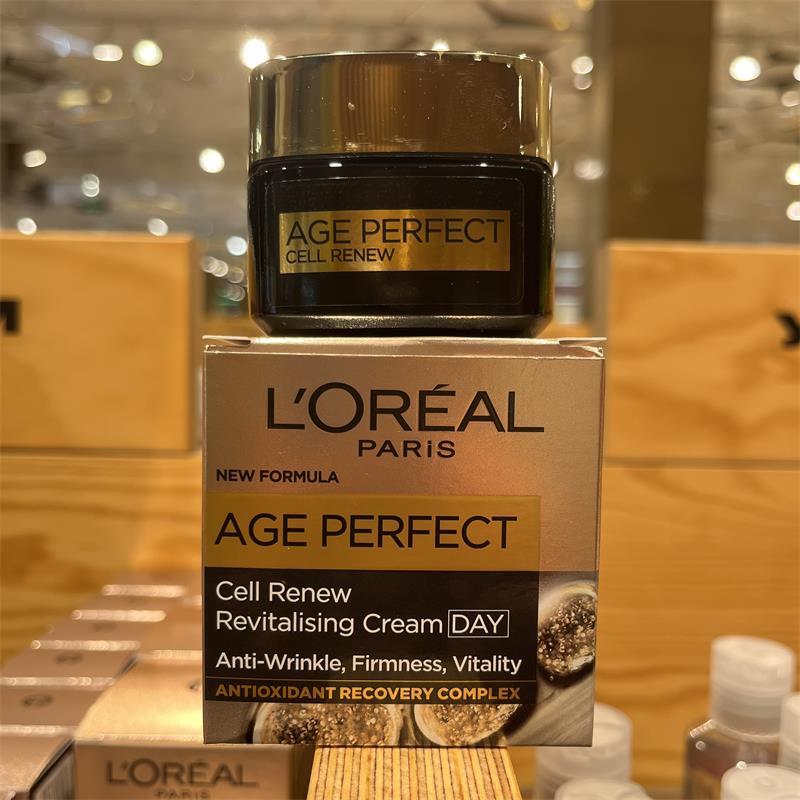 AGE PERFECT
CELL RENEW
L'ORÉAL
PARiS
NEW FORMULA
AGE PERFECT
Cell Renew
Revitalising Cream DAY
Anti-Wrinkle, Firmness, Vitality
ANTIOXIDANT RECOVERY COMPLEX
L'ORÉAL
PARiS